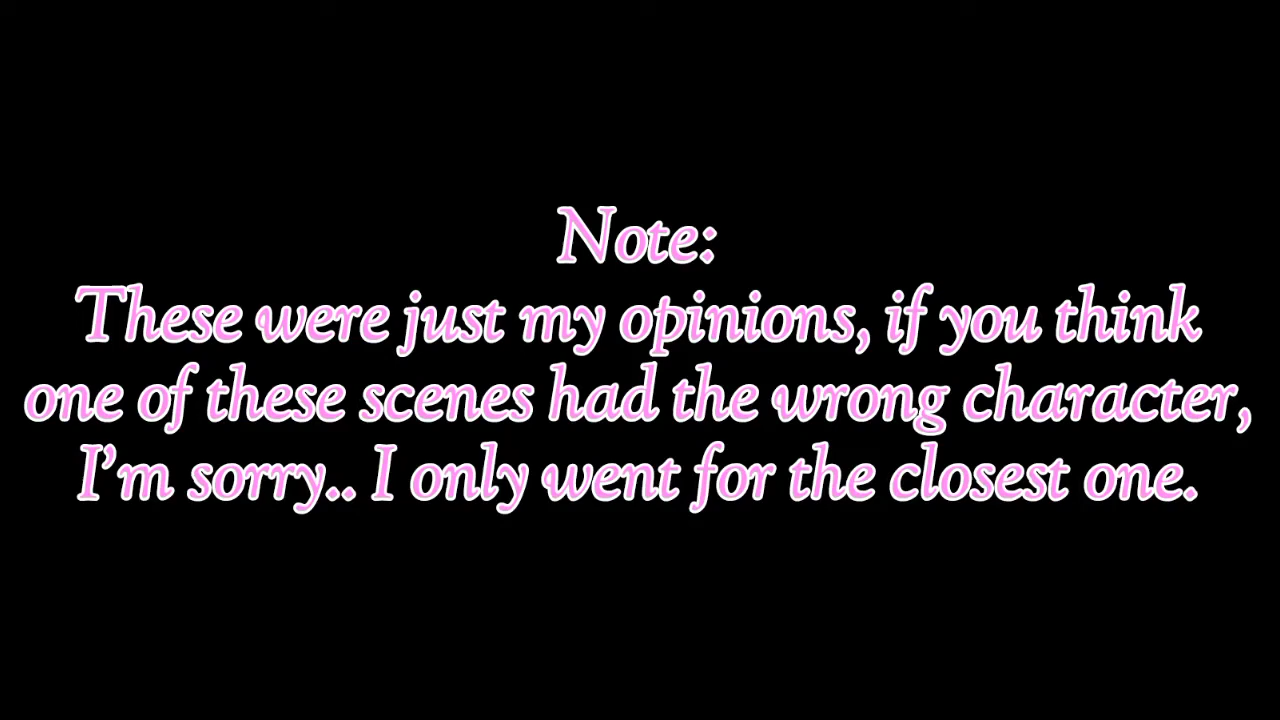 Note:
These were just my opinions, if you think
one of these scenes had the wrong character,
I'm sorry.. I only went for the closest one.